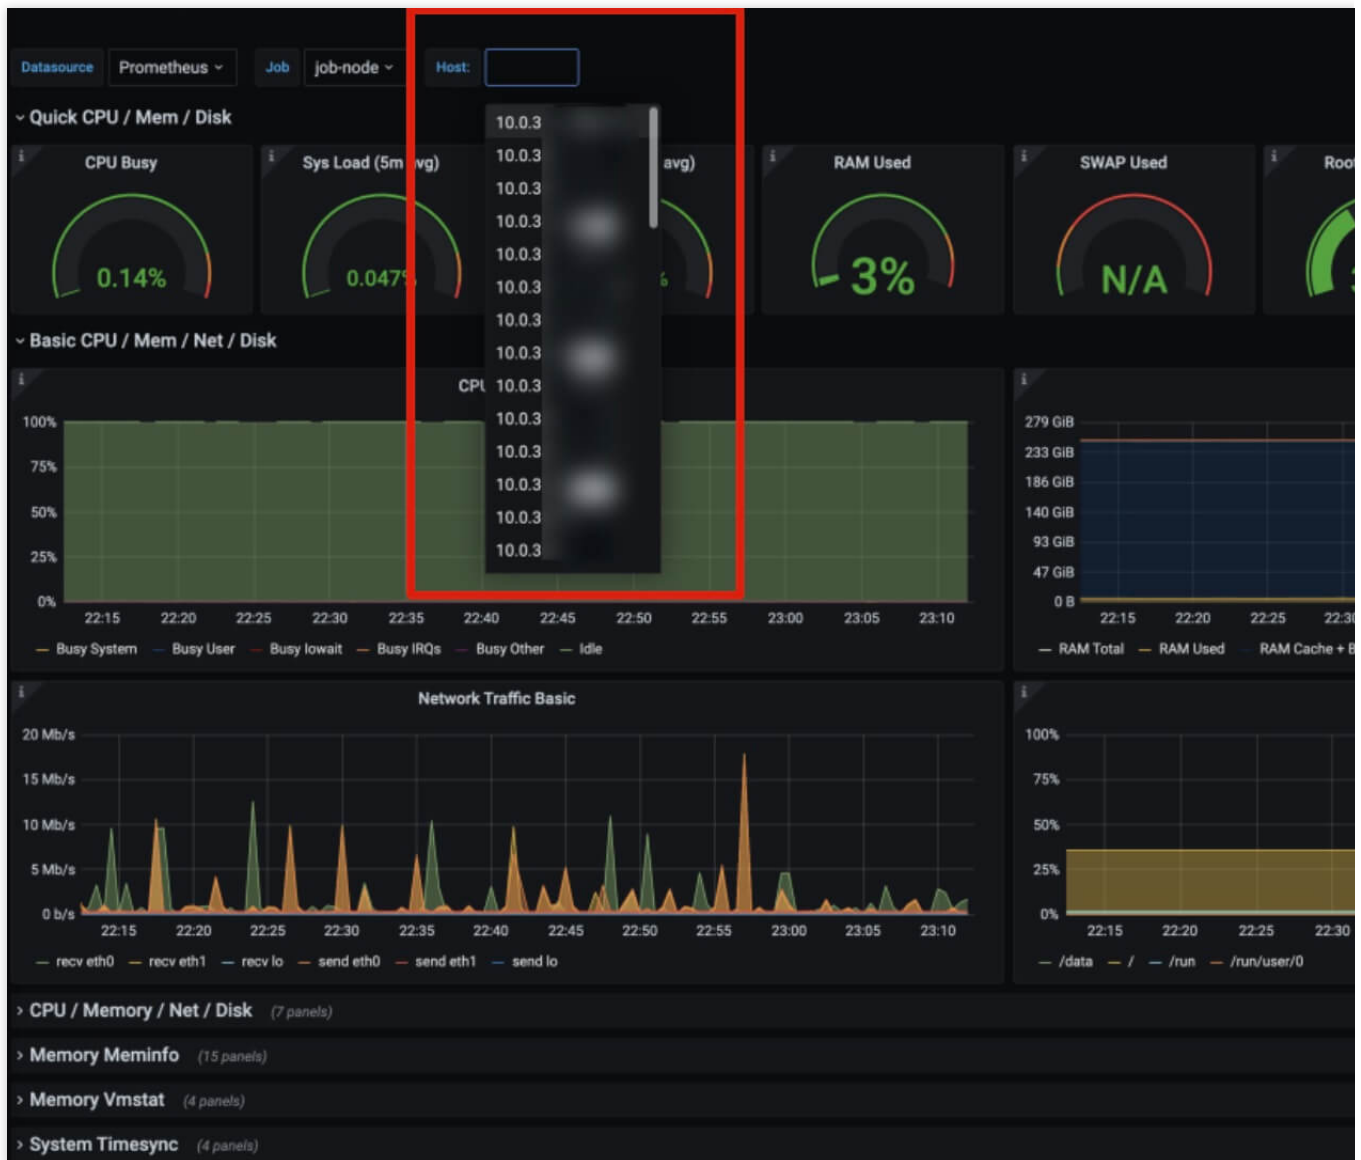 Datasource Prometheus Job job-node Host:
Quick CPU / Mem / Disk
CPU Busy
0.14%
Sys Load (5m avg)
0.047%
avg)
RAM Used
3%
SWAP Used
N/A
10.0.3
10.0.3
10.0.3
10.0.3
10.0.3
10.0.3
10.0.3
10.0.3
10.0.3
10.0.3
10.0.3
10.0.3
10.0.3
10.0.3
Basic CPU / Mem / Net / Disk
100%
75%
50%
25%
0%
22:15 22:20 22:25 22:30 22:35 22:40 22:45 22:50 22:55 23:00 23:05 23:10
Busy System Busy User Busy Iowait Busy IRQs Busy Other Idle
279 GiB
233 GiB
186 GiB
140 GiB
93 GiB
47 GiB
0 B
22:15 22:20 22:25 22:30
RAM Total RAM Used RAM Cache + B
Network Traffic Basic
20 Mb/s
15 Mb/s
10 Mb/s
5 Mb/s
0 b/s
22:15 22:20 22:25 22:30 22:35 22:40 22:45 22:50 22:55 23:00 23:05 23:10
recv eth0 recv eth1 recv lo send eth0 send eth1 send lo
100%
75%
50%
25%
0%
22:15 22:20 22:25 22:30
/data / /run /run/user/0
CPU / Memory / Net / Disk (7 panels)
Memory Meminfo (15 panels)
Memory Vmstat (4 panels)
System Timesync (4 panels)